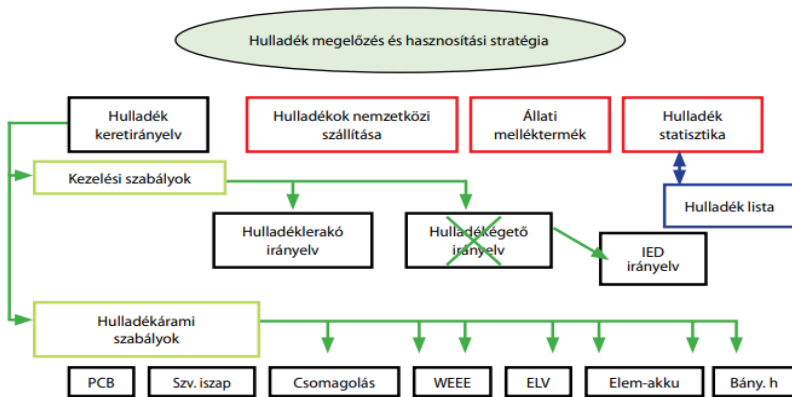 Hulladék megelőzés és hasznosítási stratégia
Hulladék
keretirányelv
Hulladékok nemzetközi
szállítása
Állati
melléktermék
Hulladék
statisztika
Kezelési szabályok
Hulladék lista
Hulladéklerakó
irányelv
Hulladékégető
irányelv
IED
irányelv
Hulladékárami
szabályok
PCB
Szv. iszap
Csomagolás
WEEE
ELV
Elem-akku
Bány. h